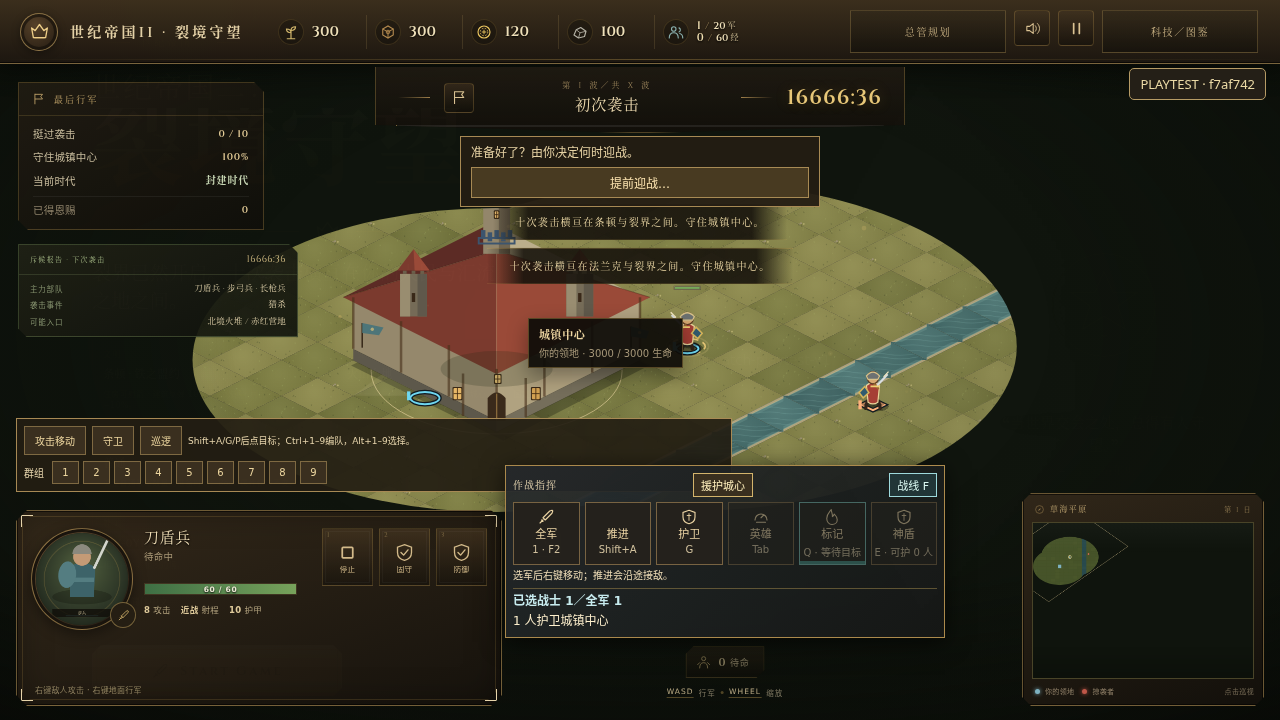 世纪帝国II · 裂境守望
300
300
120
100
1 / 20 军
0 / 60 经
总管规划
科技／图鉴
PLAYTEST · f7af742
最后行军
挺过袭击 0 / 10
守住城镇中心 100%
当前时代 封建时代
已得恩赐 0
第 1 波／共 X 波
初次袭击
16666:36
准备好了？由你决定何时迎战。
提前迎战…
十次袭击横亘在条顿与裂界之间。守住城镇中心。
十次袭击横亘在法兰克与裂界之间。守住城镇中心。
斥候报告 · 下次袭击 16666:36
主力部队 刀盾兵 · 步弓兵 · 长枪兵
袭击事件 猎杀
可能入口 北境火堆 / 赤红营地
城镇中心
你的领地 · 3000 / 3000 生命
攻击移动 守卫 巡逻 Shift+A/G/P后点目标；Ctrl+1–9编队，Alt+1–9选择。
群组 1 2 3 4 5 6 7 8 9
刀盾兵
待命中
60 / 60
8 攻击 近战 射程 10 护甲
停止 固守 防御
右键敌人攻击 · 右键地面行军
作战指挥 援护城心 战线 F
全军 推进 护卫 英雄 标记 神盾
1 · F2 Shift+A G Tab Q · 等待目标 E · 可护 0 人
选军后右键移动；推进会沿途接敌。
已选战士 1／全军 1
1 人护卫城镇中心
0 待命
WASD 行军 + WHEEL 缩放
草海平原 第 1 日
你的领地 掠袭者 点击巡视